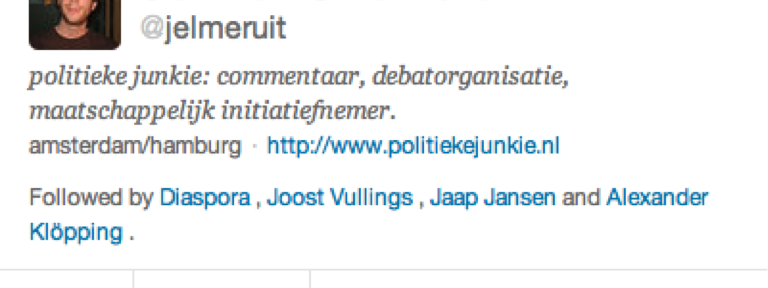 @jelmeruit
politieke junkie: commentaar, debatorganisatie,
maatschappelijk initiatiefnemer.
amsterdam/hamburg · http://www.politiekejunkie.nl
Followed by Diaspora , Joost Vullings , Jaap Jansen and Alexander
Klöpping .